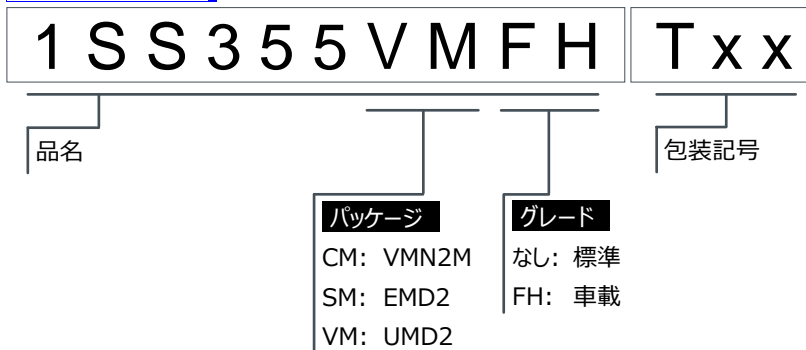 1SS355VMFH Txx
品名
包装記号
パッケージ
CM: VMN2M
SM: EMD2
VM: UMD2
グレード
なし: 標準
FH: 車載